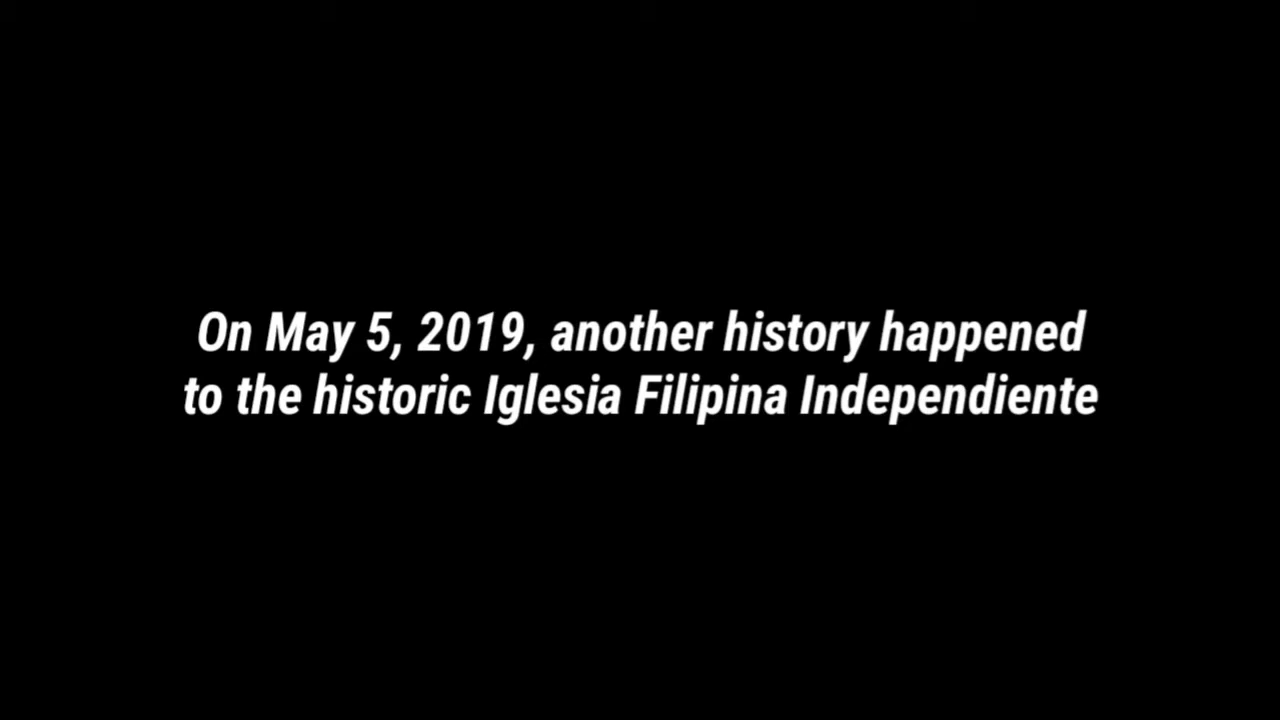 On May 5, 2019, another history happened
to the historic Iglesia Filipina Independiente